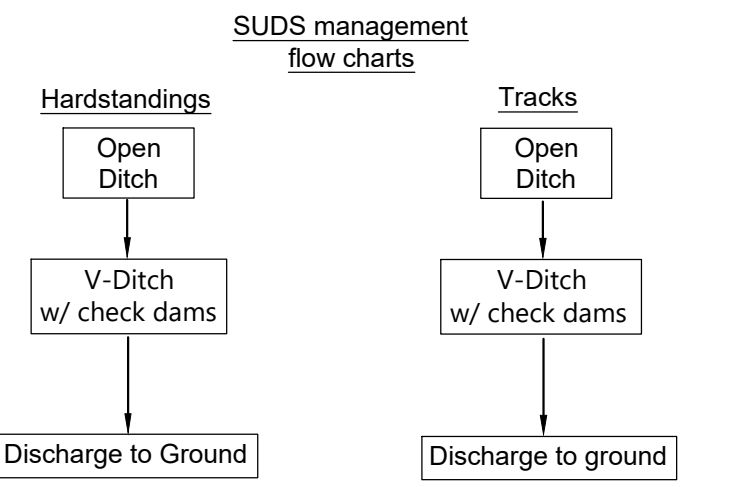 SUDS management
flow charts
Hardstandings
Open
Ditch
V-Ditch
w/ check dams
Discharge to Ground
Tracks
Open
Ditch
V-Ditch
w/ check dams
Discharge to ground